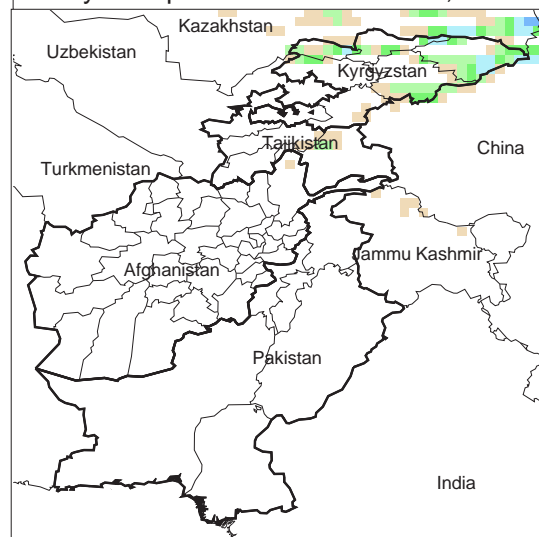 Kazakhstan
Uzbekistan
Kyrgyzstan
Tajikistan
China
Turkmenistan
Jammu Kashmir
Afghanistan
Pakistan
India